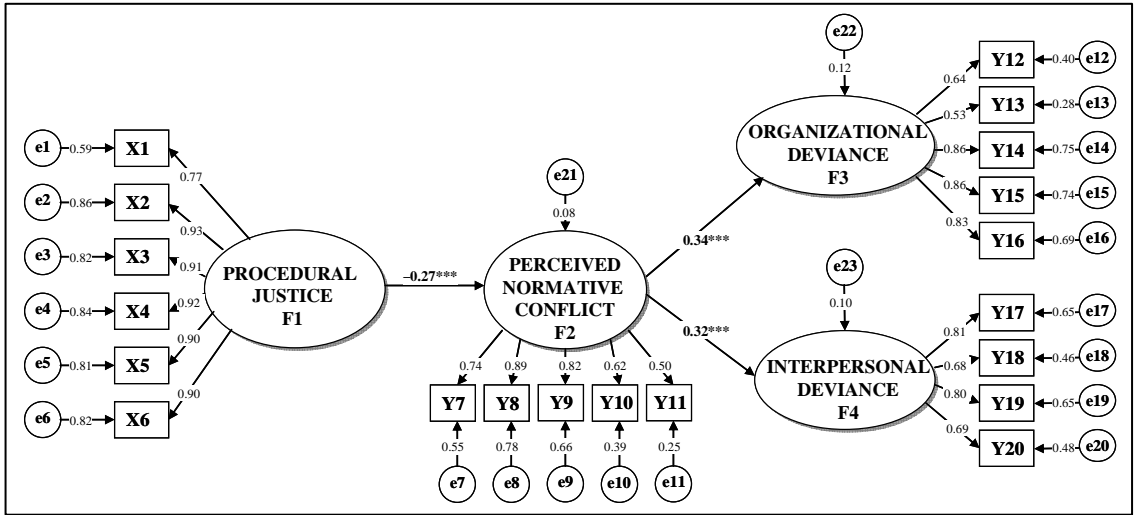 e22
0.12
e1
0.59
X1
0.77
e2
0.86
X2
0.93
e3
0.82
X3
0.91
e4
0.84
X4
0.92
e5
0.81
X5
0.90
e6
0.82
X6
0.90
PROCEDURAL
JUSTICE
F1
–0.27***
e21
0.08
PERCEIVED
NORMATIVE
CONFLICT
F2
0.74
0.89
0.82
0.62
0.50
Y7
Y8
Y9
Y10
Y11
0.55
0.78
0.66
0.39
0.25
e7
e8
e9
e10
e11
0.34***
0.32***
ORGANIZATIONAL
DEVIANCE
F3
0.64
Y12
0.40
e12
0.53
Y13
0.28
e13
0.86
Y14
0.75
e14
0.86
Y15
0.74
e15
0.83
Y16
0.69
e16
e23
0.10
INTERPERSONAL
DEVIANCE
F4
0.81
Y17
0.65
e17
0.68
Y18
0.46
e18
0.80
Y19
0.65
e19
0.69
Y20
0.48
e20